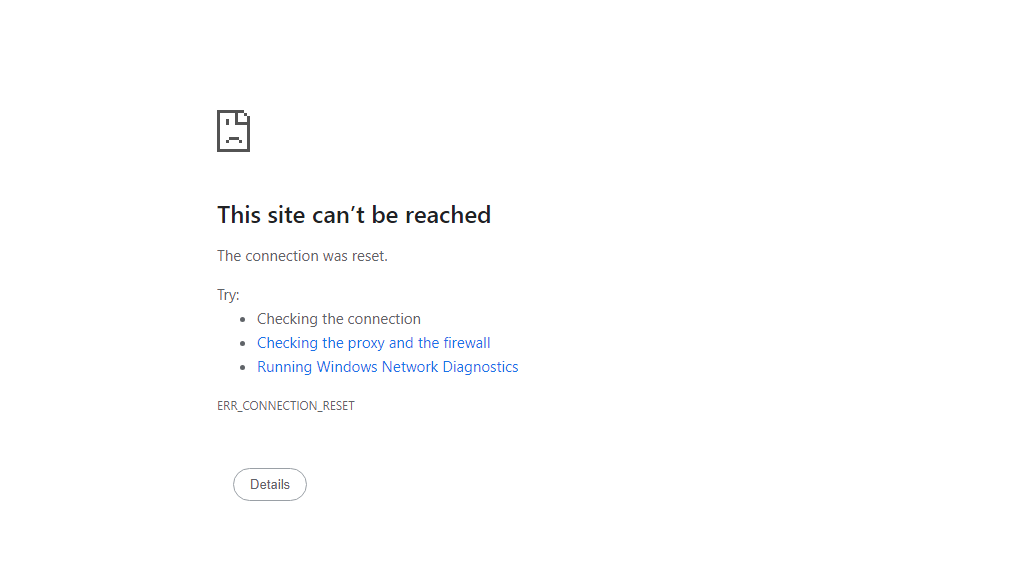 This site can’t be reached
The connection was reset.
Try:
Checking the connection
Checking the proxy and the firewall
Running Windows Network Diagnostics
ERR_CONNECTION_RESET
Details